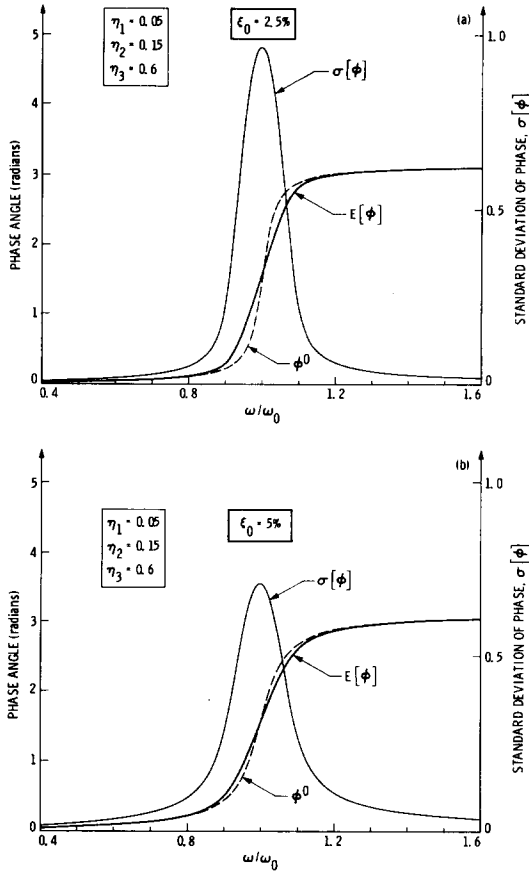 (a)
η₁ = 0.05
η₂ = 0.15
η₃ = 0.6
ξ₀ = 2.5%
σ[ϕ]
E[ϕ]
ϕ⁰
PHASE ANGLE (radians)
5
4
3
2
1
0
STANDARD DEVIATION OF PHASE, σ[ϕ]
1.0
0.5
0
0.4 0.8 1.2 1.6
ω/ω₀
(b)
η₁ = 0.05
η₂ = 0.15
η₃ = 0.6
ξ₀ = 5%
σ[ϕ]
E[ϕ]
ϕ⁰
PHASE ANGLE (radians)
5
4
3
2
1
0
STANDARD DEVIATION OF PHASE, σ[ϕ]
1.0
0.5
0
0.4 0.8 1.2 1.6
ω/ω₀